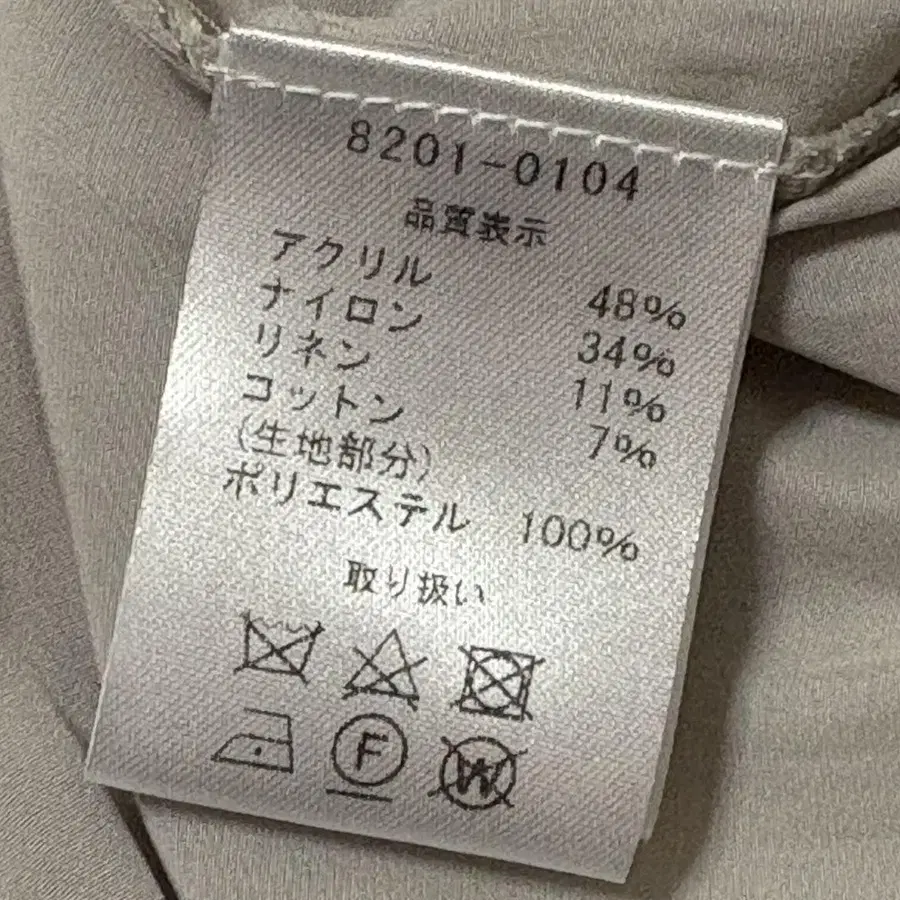 8201-0104
品質表示
アクリル 48%
ナイロン 34%
リネン 11%
コットン 7%
(生地部分)
ポリエステル 100%
取り扱い
F W